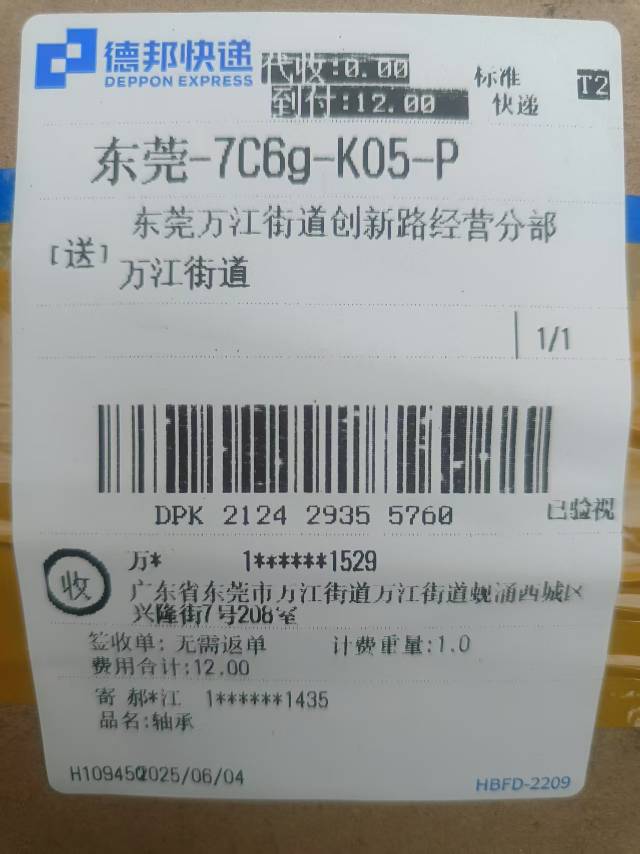 德邦快递
DEPPON EXPRESS
代收:0.00
到付:12.00
标准
快递
T2
东莞-7C6g-K05-P
[送]
东莞万江街道创新路经营分部
万江街道
1/1
DPK 2124 2935 5760
已验视
收
万* 1******1529
广东省东莞市万江街道万江街道蚬涌西城区
兴隆街7号208室
签收单: 无需返单 计费重量:1.0
费用合计:12.00
寄 郝*江 1******1435
品名:轴承
H109450 2025/06/04
HBFD-2209